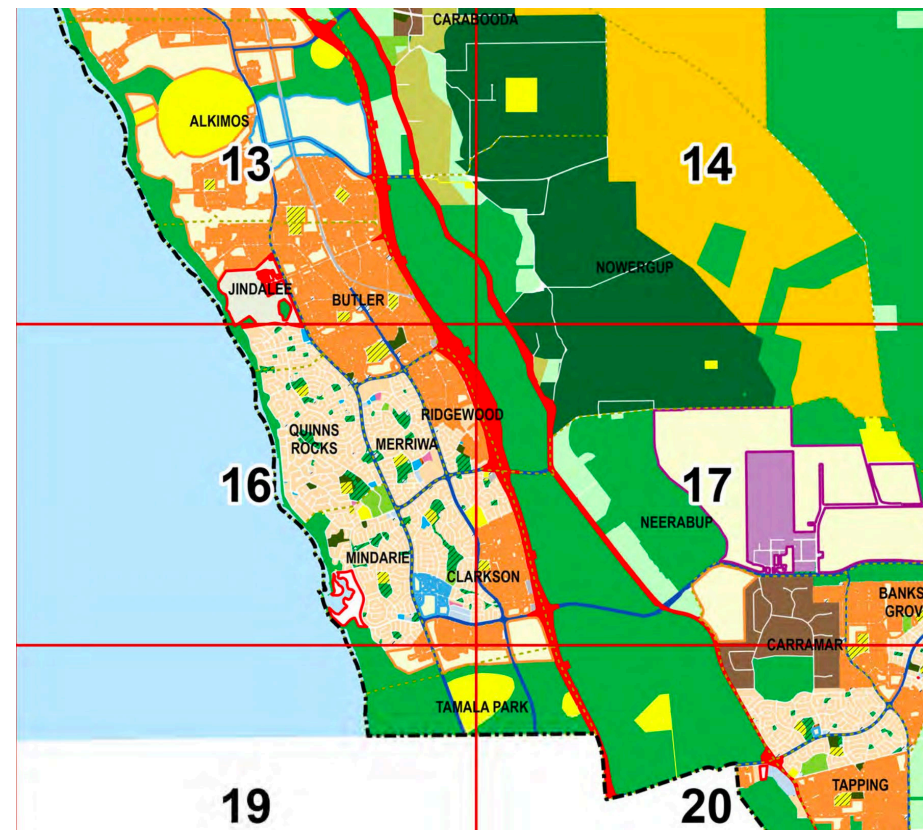 CARABOODA
ALKIMOS
13
14
NOWERGUP
JINDALEE
BUTLER
RIDGEWOOD
QUINNS
ROCKS
MERRIWA
16
17
NEERABUP
MINDARIE
CLARKSON
BANKS
GROV
CARRAMAR
TAMALA PARK
TAPPING
19
20